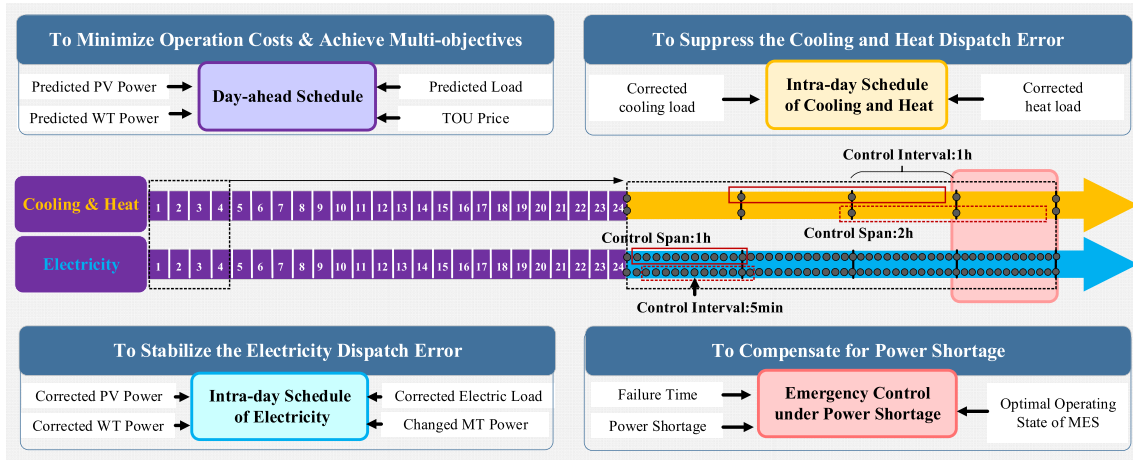 To Minimize Operation Costs & Achieve Multi-objectives
Predicted PV Power
Predicted WT Power
Day-ahead Schedule
Predicted Load
TOU Price
To Suppress the Cooling and Heat Dispatch Error
Corrected
cooling load
Intra-day Schedule
of Cooling and Heat
Corrected
heat load
Control Interval:1h
Cooling & Heat
1 2 3 4 5 6 7 8 9 10 11 12 13 14 15 16 17 18 19 20 21 22 23 24
Control Span:1h
Control Span:2h
Electricity
1 2 3 4 5 6 7 8 9 10 11 12 13 14 15 16 17 18 19 20 21 22 23 24
Control Interval:5min
To Stabilize the Electricity Dispatch Error
Corrected PV Power
Corrected WT Power
Intra-day Schedule
of Electricity
Corrected Electric Load
Changed MT Power
To Compensate for Power Shortage
Failure Time
Power Shortage
Emergency Control
under Power Shortage
Optimal Operating
State of MES